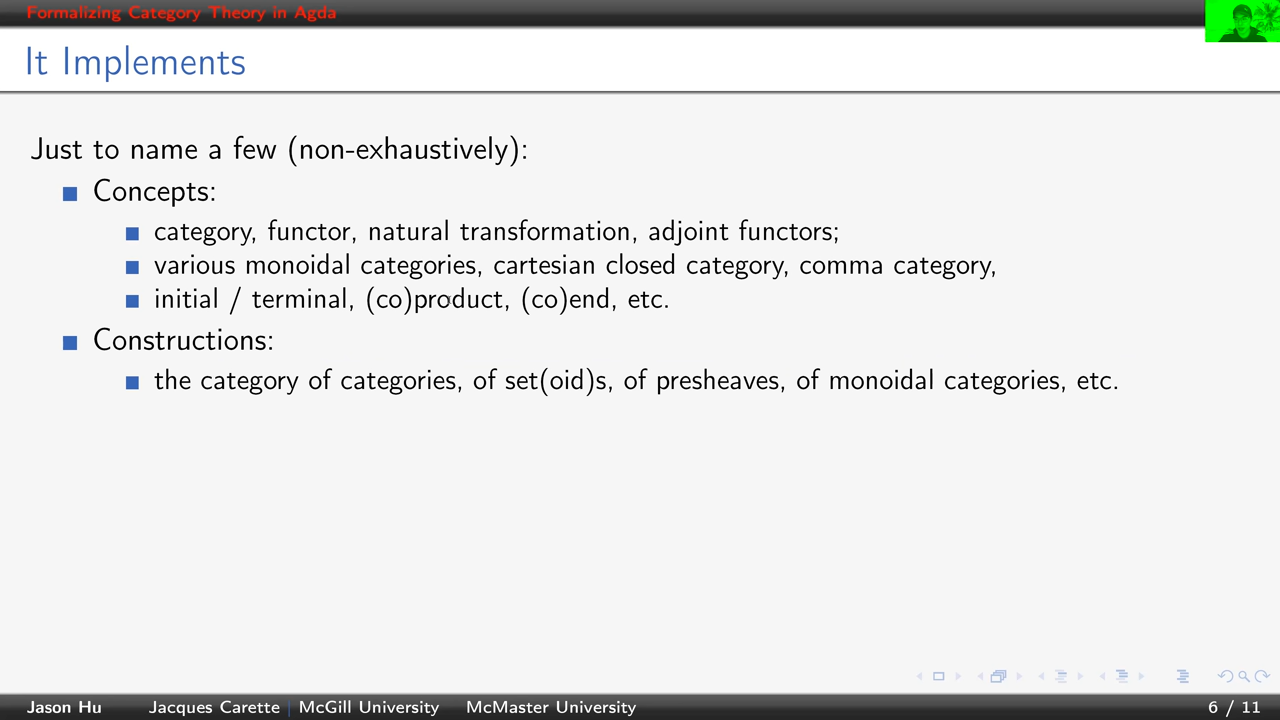 Formalizing Category Theory in Agda
It Implements
Just to name a few (non-exhaustively):
Concepts:
category, functor, natural transformation, adjoint functors;
various monoidal categories, cartesian closed category, comma category,
initial / terminal, (co)product, (co)end, etc.
Constructions:
the category of categories, of set(oid)s, of presheaves, of monoidal categories, etc.
Jason Hu Jacques Carette | McGill University McMaster University 6 / 11